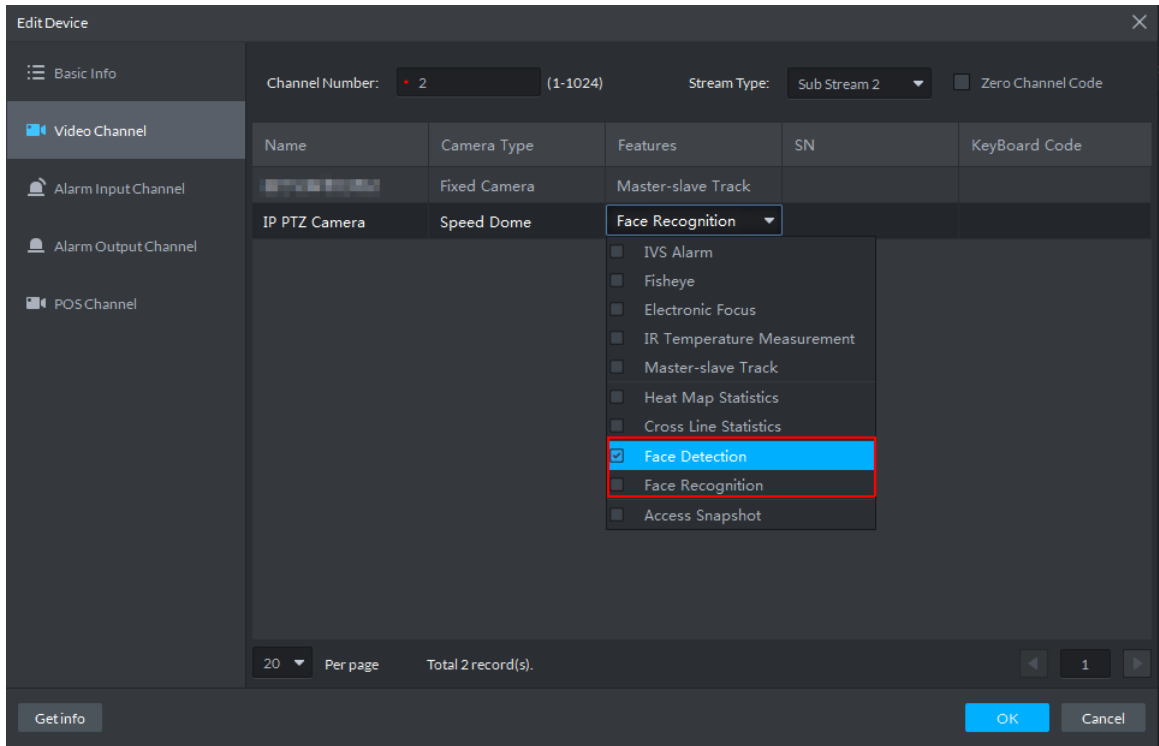 Edit Device
Basic Info
Video Channel
Alarm Input Channel
Alarm Output Channel
POS Channel
Channel Number: 2 (1-1024) Stream Type: Sub Stream 2 Zero Channel Code
Name Camera Type Features SN KeyBoard Code
Fixed Camera Master-slave Track
IP PTZ Camera Speed Dome Face Recognition
IVS Alarm
Fisheye
Electronic Focus
IR Temperature Measurement
Master-slave Track
Heat Map Statistics
Cross Line Statistics
Face Detection
Face Recognition
Access Snapshot
20 Per page Total 2 record(s). 1
Get info OK Cancel